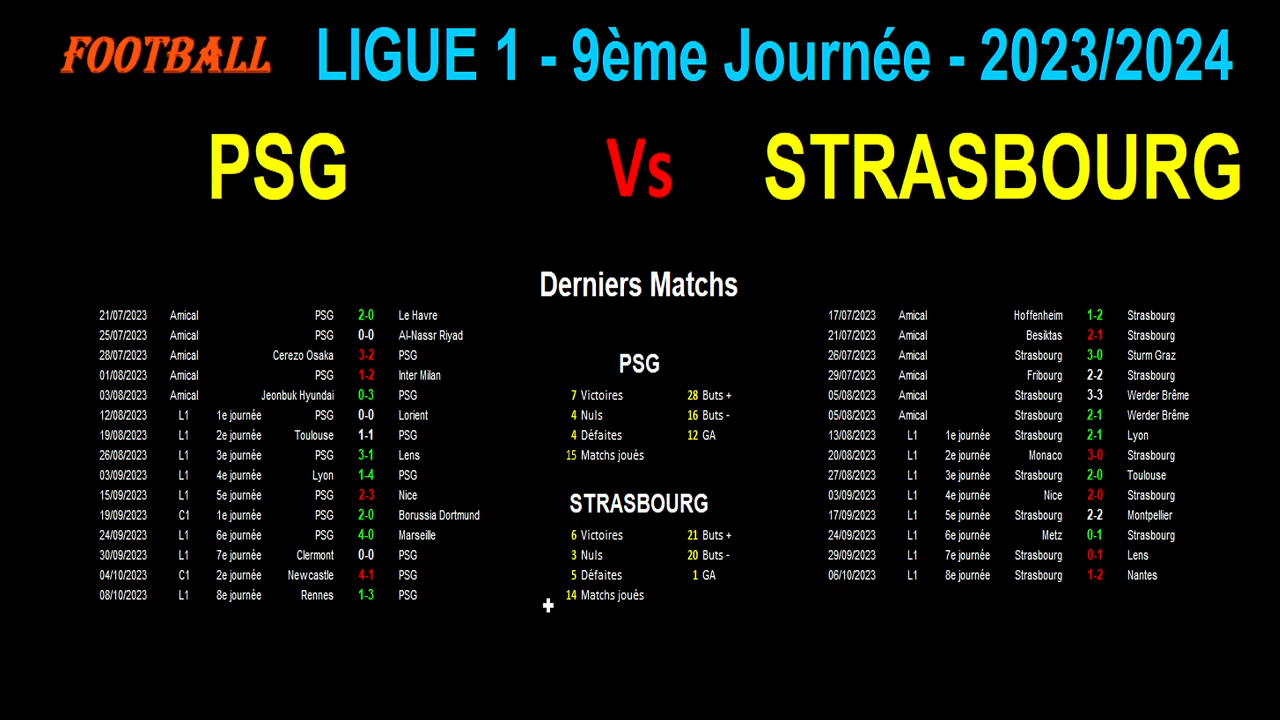 FOOTBALL LIGUE 1 - 9ème Journée - 2023/2024
PSG Vs STRASBOURG
Derniers Matchs
21/07/2023 Amical PSG 2-0 Le Havre
25/07/2023 Amical PSG 0-0 Al-Nassr Riyad
28/07/2023 Amical Cerezo Osaka 3-2 PSG
01/08/2023 Amical PSG 1-2 Inter Milan
03/08/2023 Amical Jeonbuk Hyundai 0-3 PSG
12/08/2023 L1 1e journée PSG 0-0 Lorient
19/08/2023 L1 2e journée Toulouse 1-1 PSG
26/08/2023 L1 3e journée PSG 3-1 Lens
03/09/2023 L1 4e journée Lyon 1-4 PSG
15/09/2023 L1 5e journée PSG 2-3 Nice
19/09/2023 C1 1e journée PSG 2-0 Borussia Dortmund
24/09/2023 L1 6e journée PSG 4-0 Marseille
30/09/2023 L1 7e journée Clermont 0-0 PSG
04/10/2023 C1 2e journée Newcastle 4-1 PSG
08/10/2023 L1 8e journée Rennes 1-3 PSG
PSG
7 Victoires 28 Buts +
4 Nuls 16 Buts -
4 Défaites 12 GA
15 Matchs joués
STRASBOURG
6 Victoires 21 Buts +
3 Nuls 20 Buts -
5 Défaites 1 GA
14 Matchs joués
17/07/2023 Amical Hoffenheim 1-2 Strasbourg
21/07/2023 Amical Besiktas 2-1 Strasbourg
26/07/2023 Amical Strasbourg 3-0 Sturm Graz
29/07/2023 Amical Fribourg 2-2 Strasbourg
05/08/2023 Amical Strasbourg 3-3 Werder Brême
05/08/2023 Amical Strasbourg 2-1 Werder Brême
13/08/2023 L1 1e journée Strasbourg 2-1 Lyon
20/08/2023 L1 2e journée Monaco 3-0 Strasbourg
27/08/2023 L1 3e journée Strasbourg 2-0 Toulouse
03/09/2023 L1 4e journée Nice 2-0 Strasbourg
17/09/2023 L1 5e journée Strasbourg 2-2 Montpellier
24/09/2023 L1 6e journée Metz 0-1 Strasbourg
29/09/2023 L1 7e journée Strasbourg 0-1 Lens
06/10/2023 L1 8e journée Strasbourg 1-2 Nantes